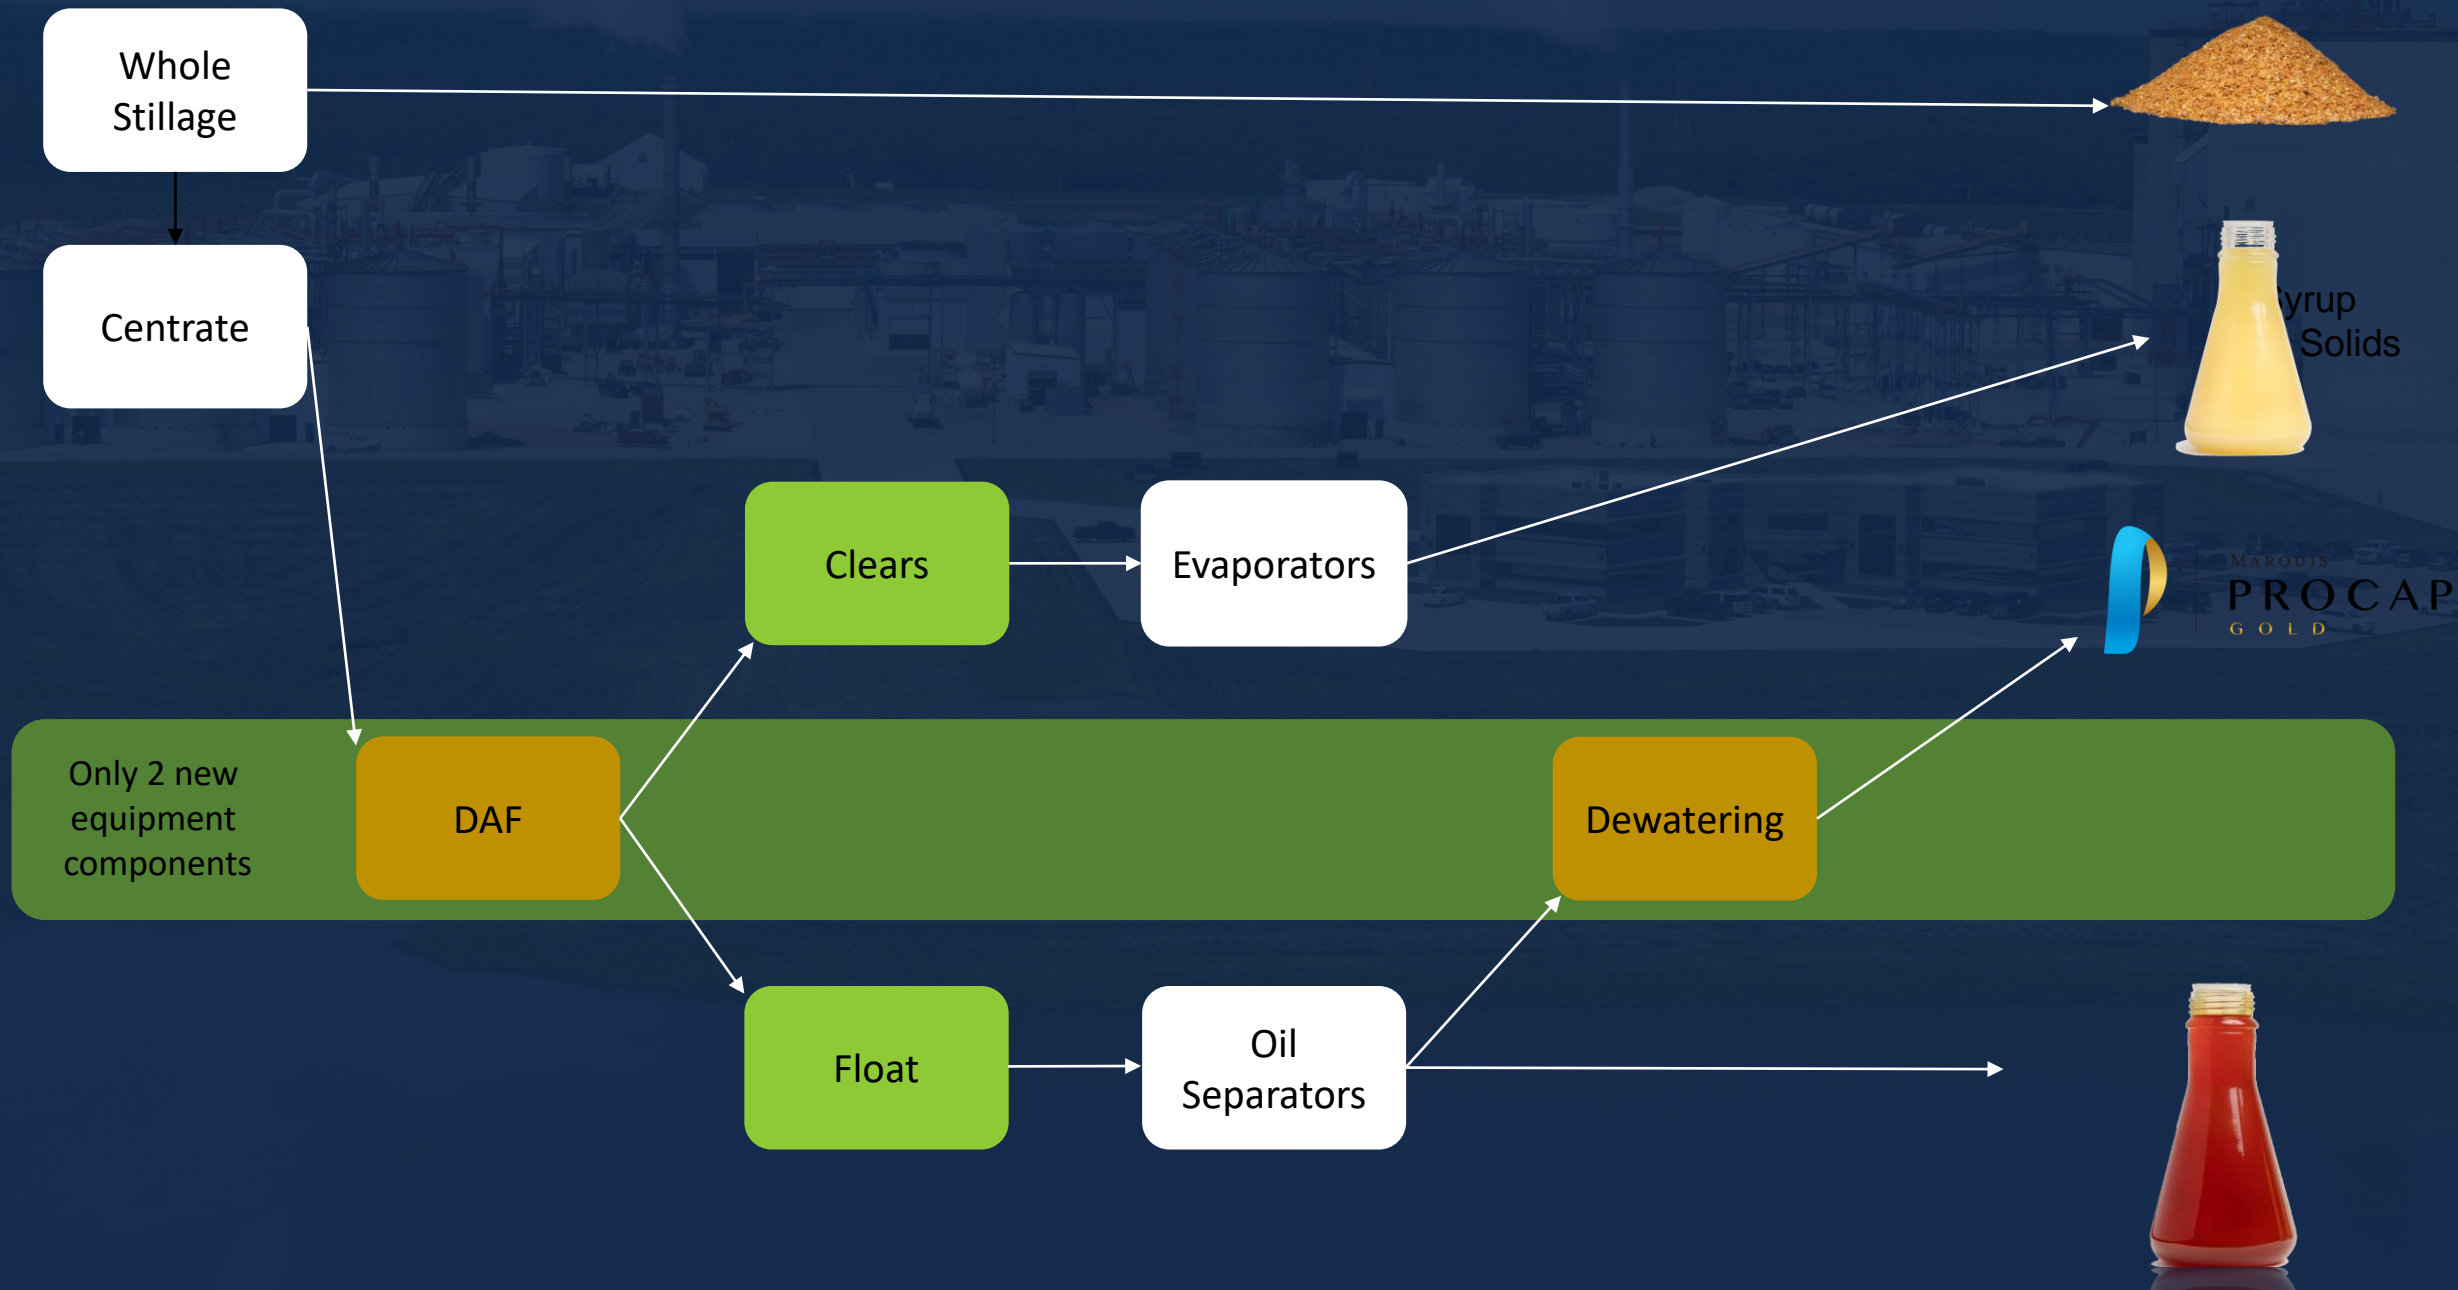 Whole
Stillage
Centrate
Syrup
Solids
Clears
Evaporators
MARQUIS
PROCAP
GOLD
Only 2 new
equipment
components
DAF
Dewatering
Float
Oil
Separators